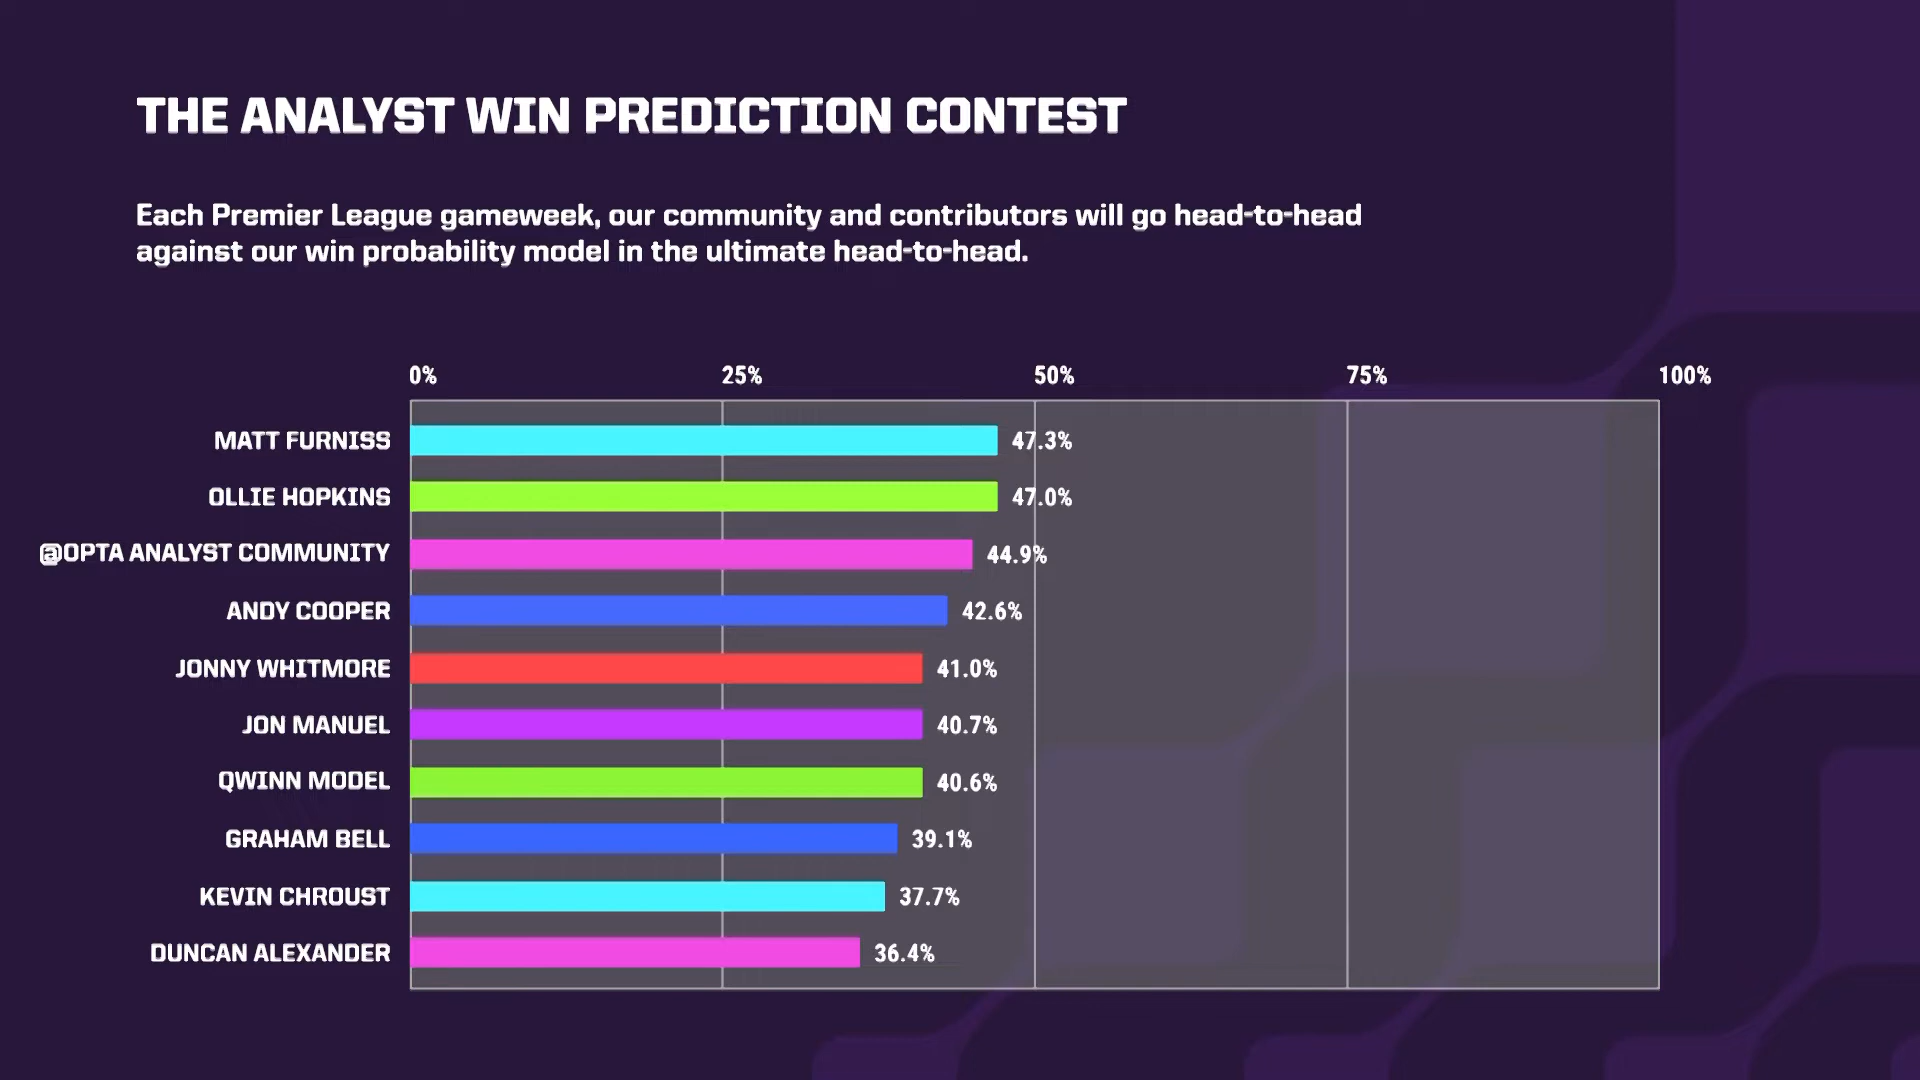 THE ANALYST WIN PREDICTION CONTEST
Each Premier League gameweek, our community and contributors will go head-to-head
against our win probability model in the ultimate head-to-head.
0% 25% 50% 75% 100%
MATT FURNISS 47.3%
OLLIE HOPKINS 47.0%
@OPTA ANALYST COMMUNITY 44.9%
ANDY COOPER 42.6%
JONNY WHITMORE 41.0%
JON MANUEL 40.7%
QWINN MODEL 40.6%
GRAHAM BELL 39.1%
KEVIN CHROUST 37.7%
DUNCAN ALEXANDER 36.4%